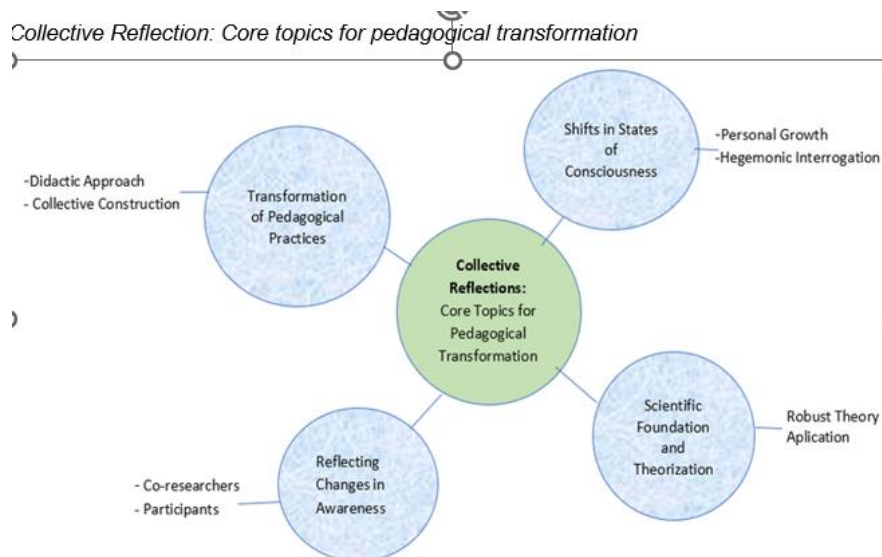 Collective Reflection: Core topics for pedagogical transformation
Shifts in States
of
Consciousness
-Personal Growth
-Hegemonic Interrogation
-Didactic Approach
- Collective Construction
Transformation
of Pedagogical
Practices
Collective
Reflections:
Core Topics for
Pedagogical
Transformation
Scientific
Foundation
and
Theorization
Robust Theory
Aplication
Reflecting
Changes in
Awareness
- Co-researchers
- Participants